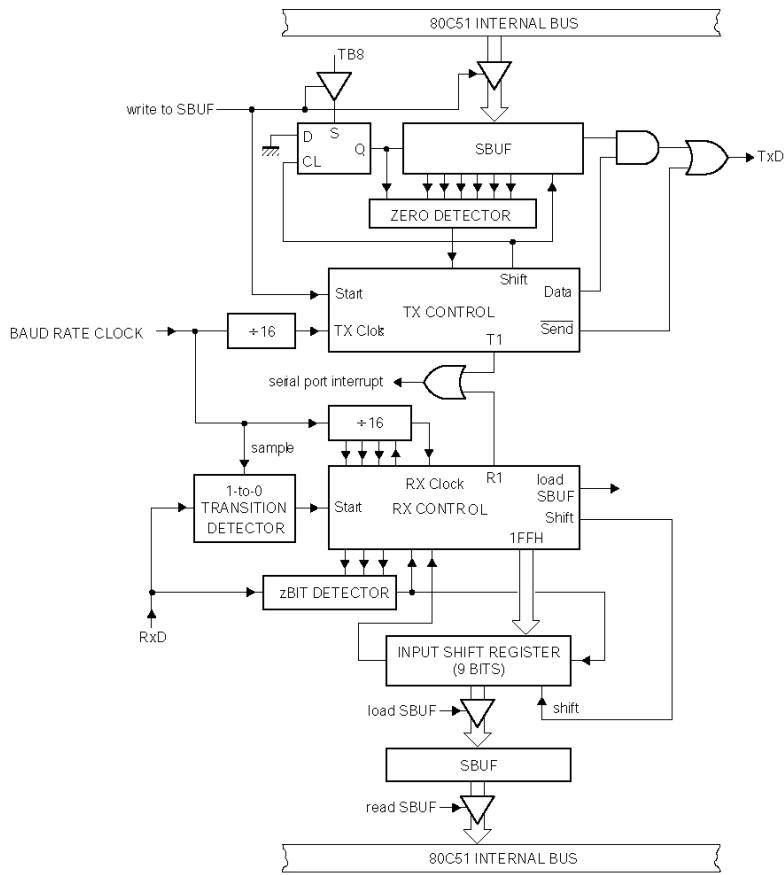 80C51 INTERNAL BUS
TB8
write to SBUF
S
D
Q
CL
SBUF
TxD
ZERO DETECTOR
Shift
Start
Data
TX CONTROL
BAUD RATE CLOCK
÷16
TX Clok
Send
T1
serial port interrupt
÷16
sample
R1
RX Clock
load
SBUF
1-to-0
TRANSITION
DETECTOR
Start
RX CONTROL
Shift
1FFH
zBIT DETECTOR
RxD
INPUT SHIFT REGISTER
(9 BITS)
load SBUF
shift
SBUF
read SBUF
80C51 INTERNAL BUS